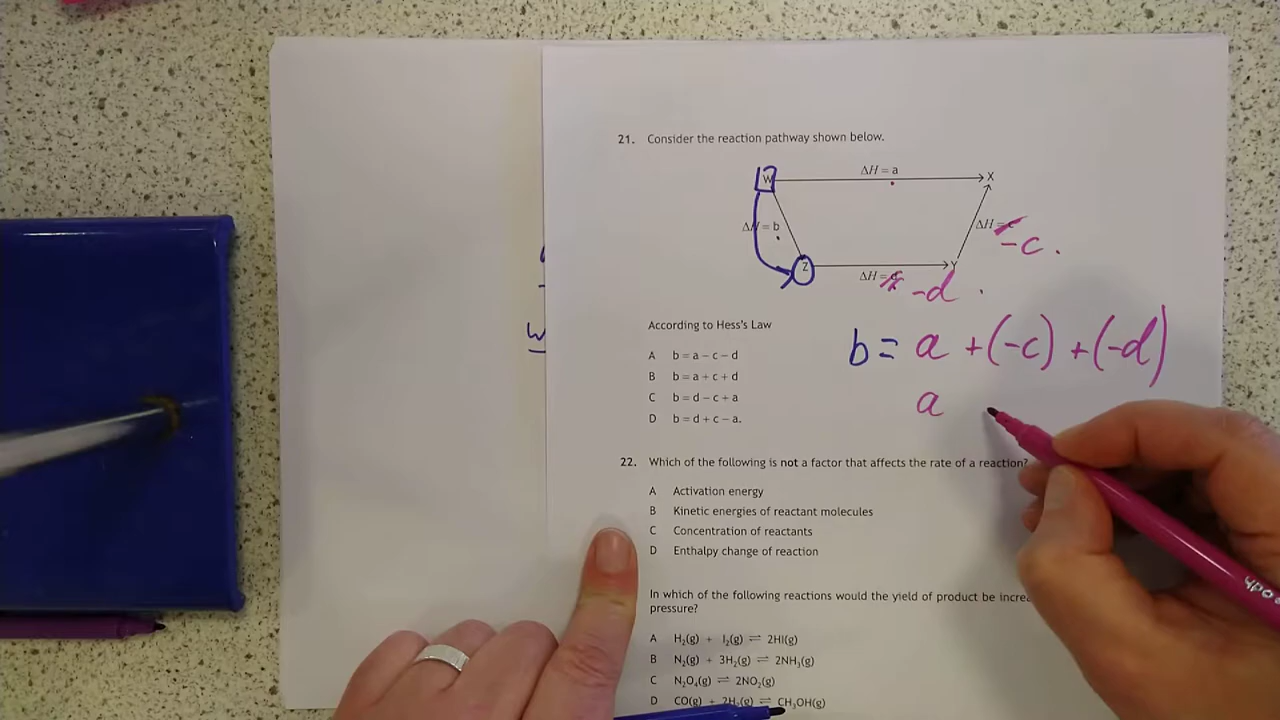 21. Consider the reaction pathway shown below.
W
ΔH = a
X
ΔH = b
ΔH =
-c.
Z
ΔH =
-d.
Y
According to Hess's Law
b = a + (-c) + (-d)
A b = a – c – d
B b = a + c + d
C b = d – c + a
D b = d + c – a.
a
22. Which of the following is not a factor that affects the rate of a reaction?
A Activation energy
B Kinetic energies of reactant molecules
C Concentration of reactants
D Enthalpy change of reaction
In which of the following reactions would the yield of product be
pressure?
A H₂(g) + I₂(g) ⇌ 2HI(g)
B N₂(g) + 3H₂(g) ⇌ 2NH₃(g)
C N₂O₄(g) ⇌ 2NO₂(g)
D CO(g) + 2H₂(g) ⇌ CH₃OH(g)